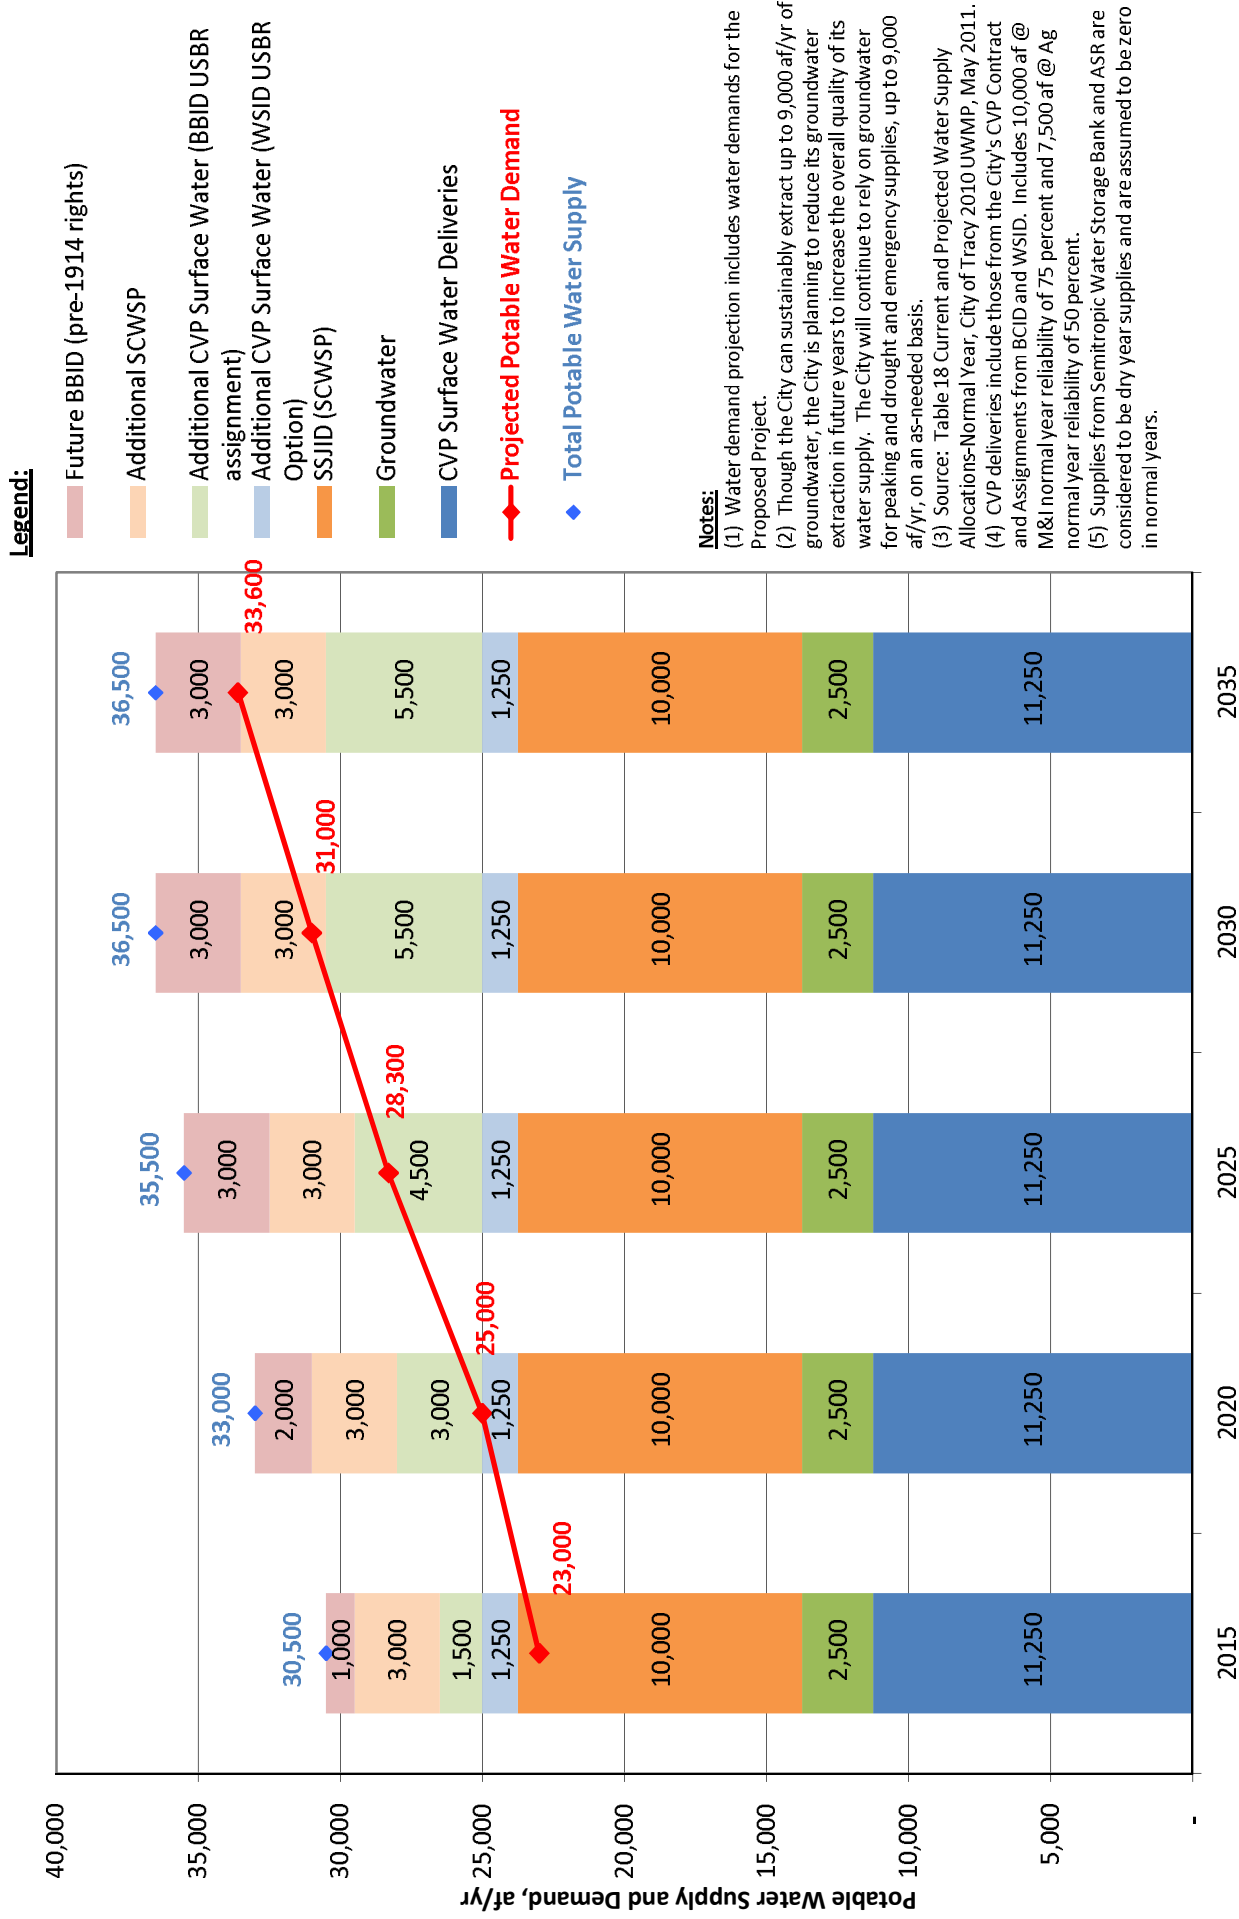 Potable Water Supply and Demand, af/yr
40,000
35,000
30,000
25,000
20,000
15,000
10,000
5,000
-
30,500
1,000
3,000
1,500
1,250
10,000
2,500
11,250
23,000
2015
33,000
2,000
3,000
3,000
1,250
10,000
2,500
11,250
25,000
2020
35,500
3,000
3,000
4,500
1,250
10,000
2,500
11,250
28,300
2025
36,500
3,000
3,000
5,500
1,250
10,000
2,500
11,250
31,000
2030
36,500
3,000
3,000
5,500
1,250
10,000
2,500
11,250
33,600
2035
Legend:
Future BBID (pre-1914 rights)
Additional SCWSP
Additional CVP Surface Water (BBID USBR
assignment)
Additional CVP Surface Water (WSID USBR
Option)
SSJID (SCWSP)
Groundwater
CVP Surface Water Deliveries
Projected Potable Water Demand
Total Potable Water Supply
Notes:
(1) Water demand projection includes water demands for the
Proposed Project.
(2) Though the City can sustainably extract up to 9,000 af/yr of
groundwater, the City is planning to reduce its groundwater
extraction in future years to increase the overall quality of its
water supply. The City will continue to rely on groundwater
for peaking and drought and emergency supplies, up to 9,000
af/yr, on an as-needed basis.
(3) Source: Table 18 Current and Projected Water Supply
Allocations-Normal Year, City of Tracy 2010 UWMP, May 2011.
(4) CVP deliveries include those from the City's CVP Contract
and Assignments from BCID and WSID. Includes 10,000 af @
M&I normal year reliability of 75 percent and 7,500 af @ Ag
normal year reliability of 50 percent.
(5) Supplies from Semitropic Water Storage Bank and ASR are
considered to be dry year supplies and are assumed to be zero
in normal years.